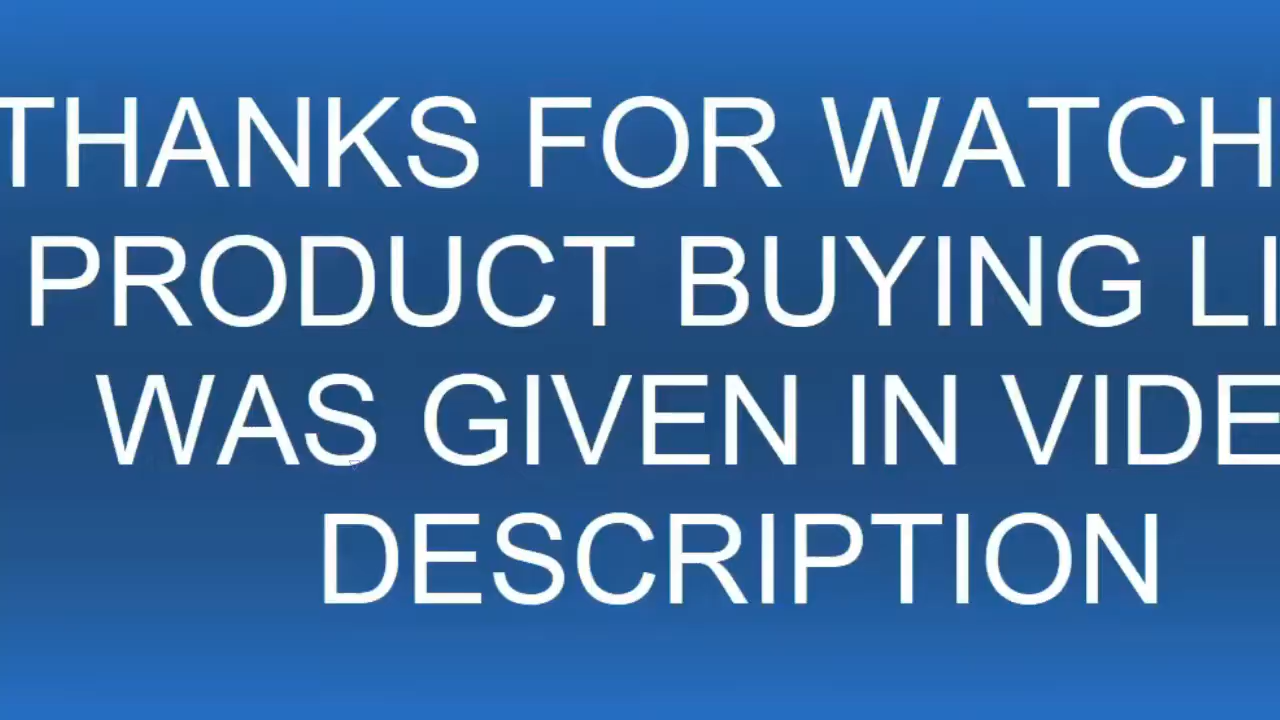 THANKS FOR WATCH
PRODUCT BUYING LI
WAS GIVEN IN VIDE
DESCRIPTION